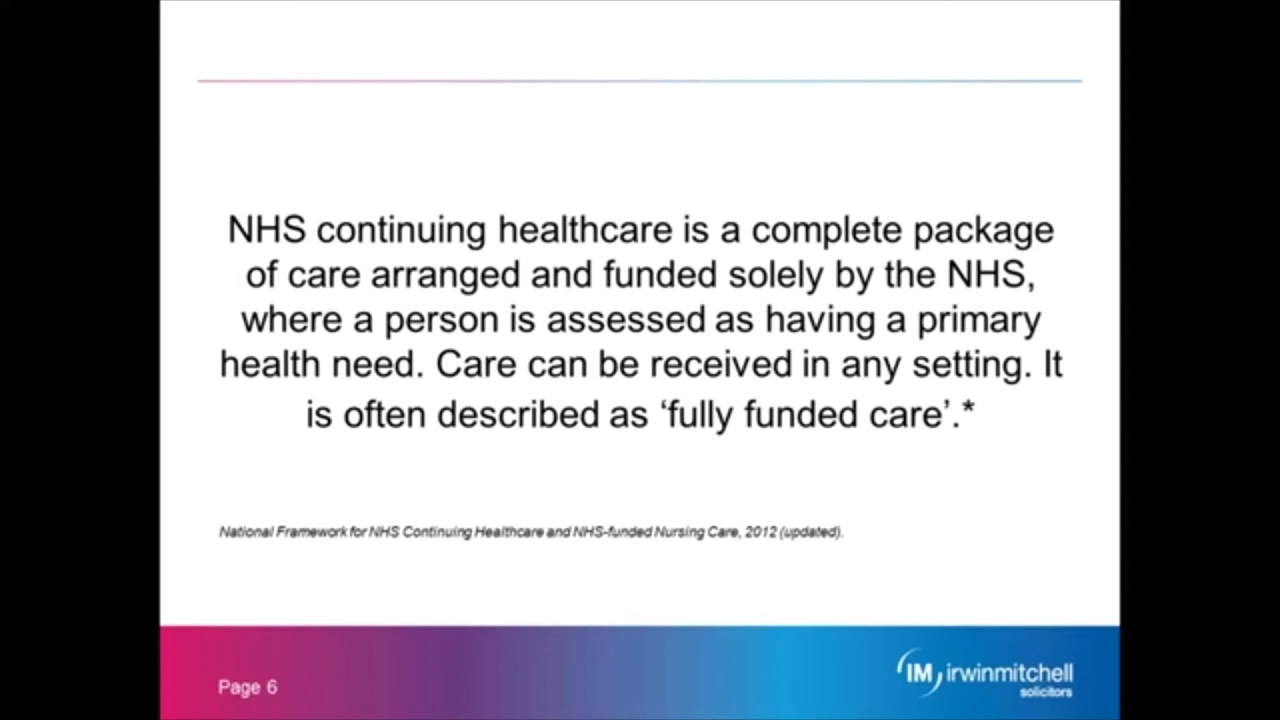 NHS continuing healthcare is a complete package
of care arranged and funded solely by the NHS,
where a person is assessed as having a primary
health need. Care can be received in any setting. It
is often described as ‘fully funded care’.*
National Framework for NHS Continuing Healthcare and NHS-funded Nursing Care, 2012 (updated).
Page 6
IM irwinmitchell
solicitors